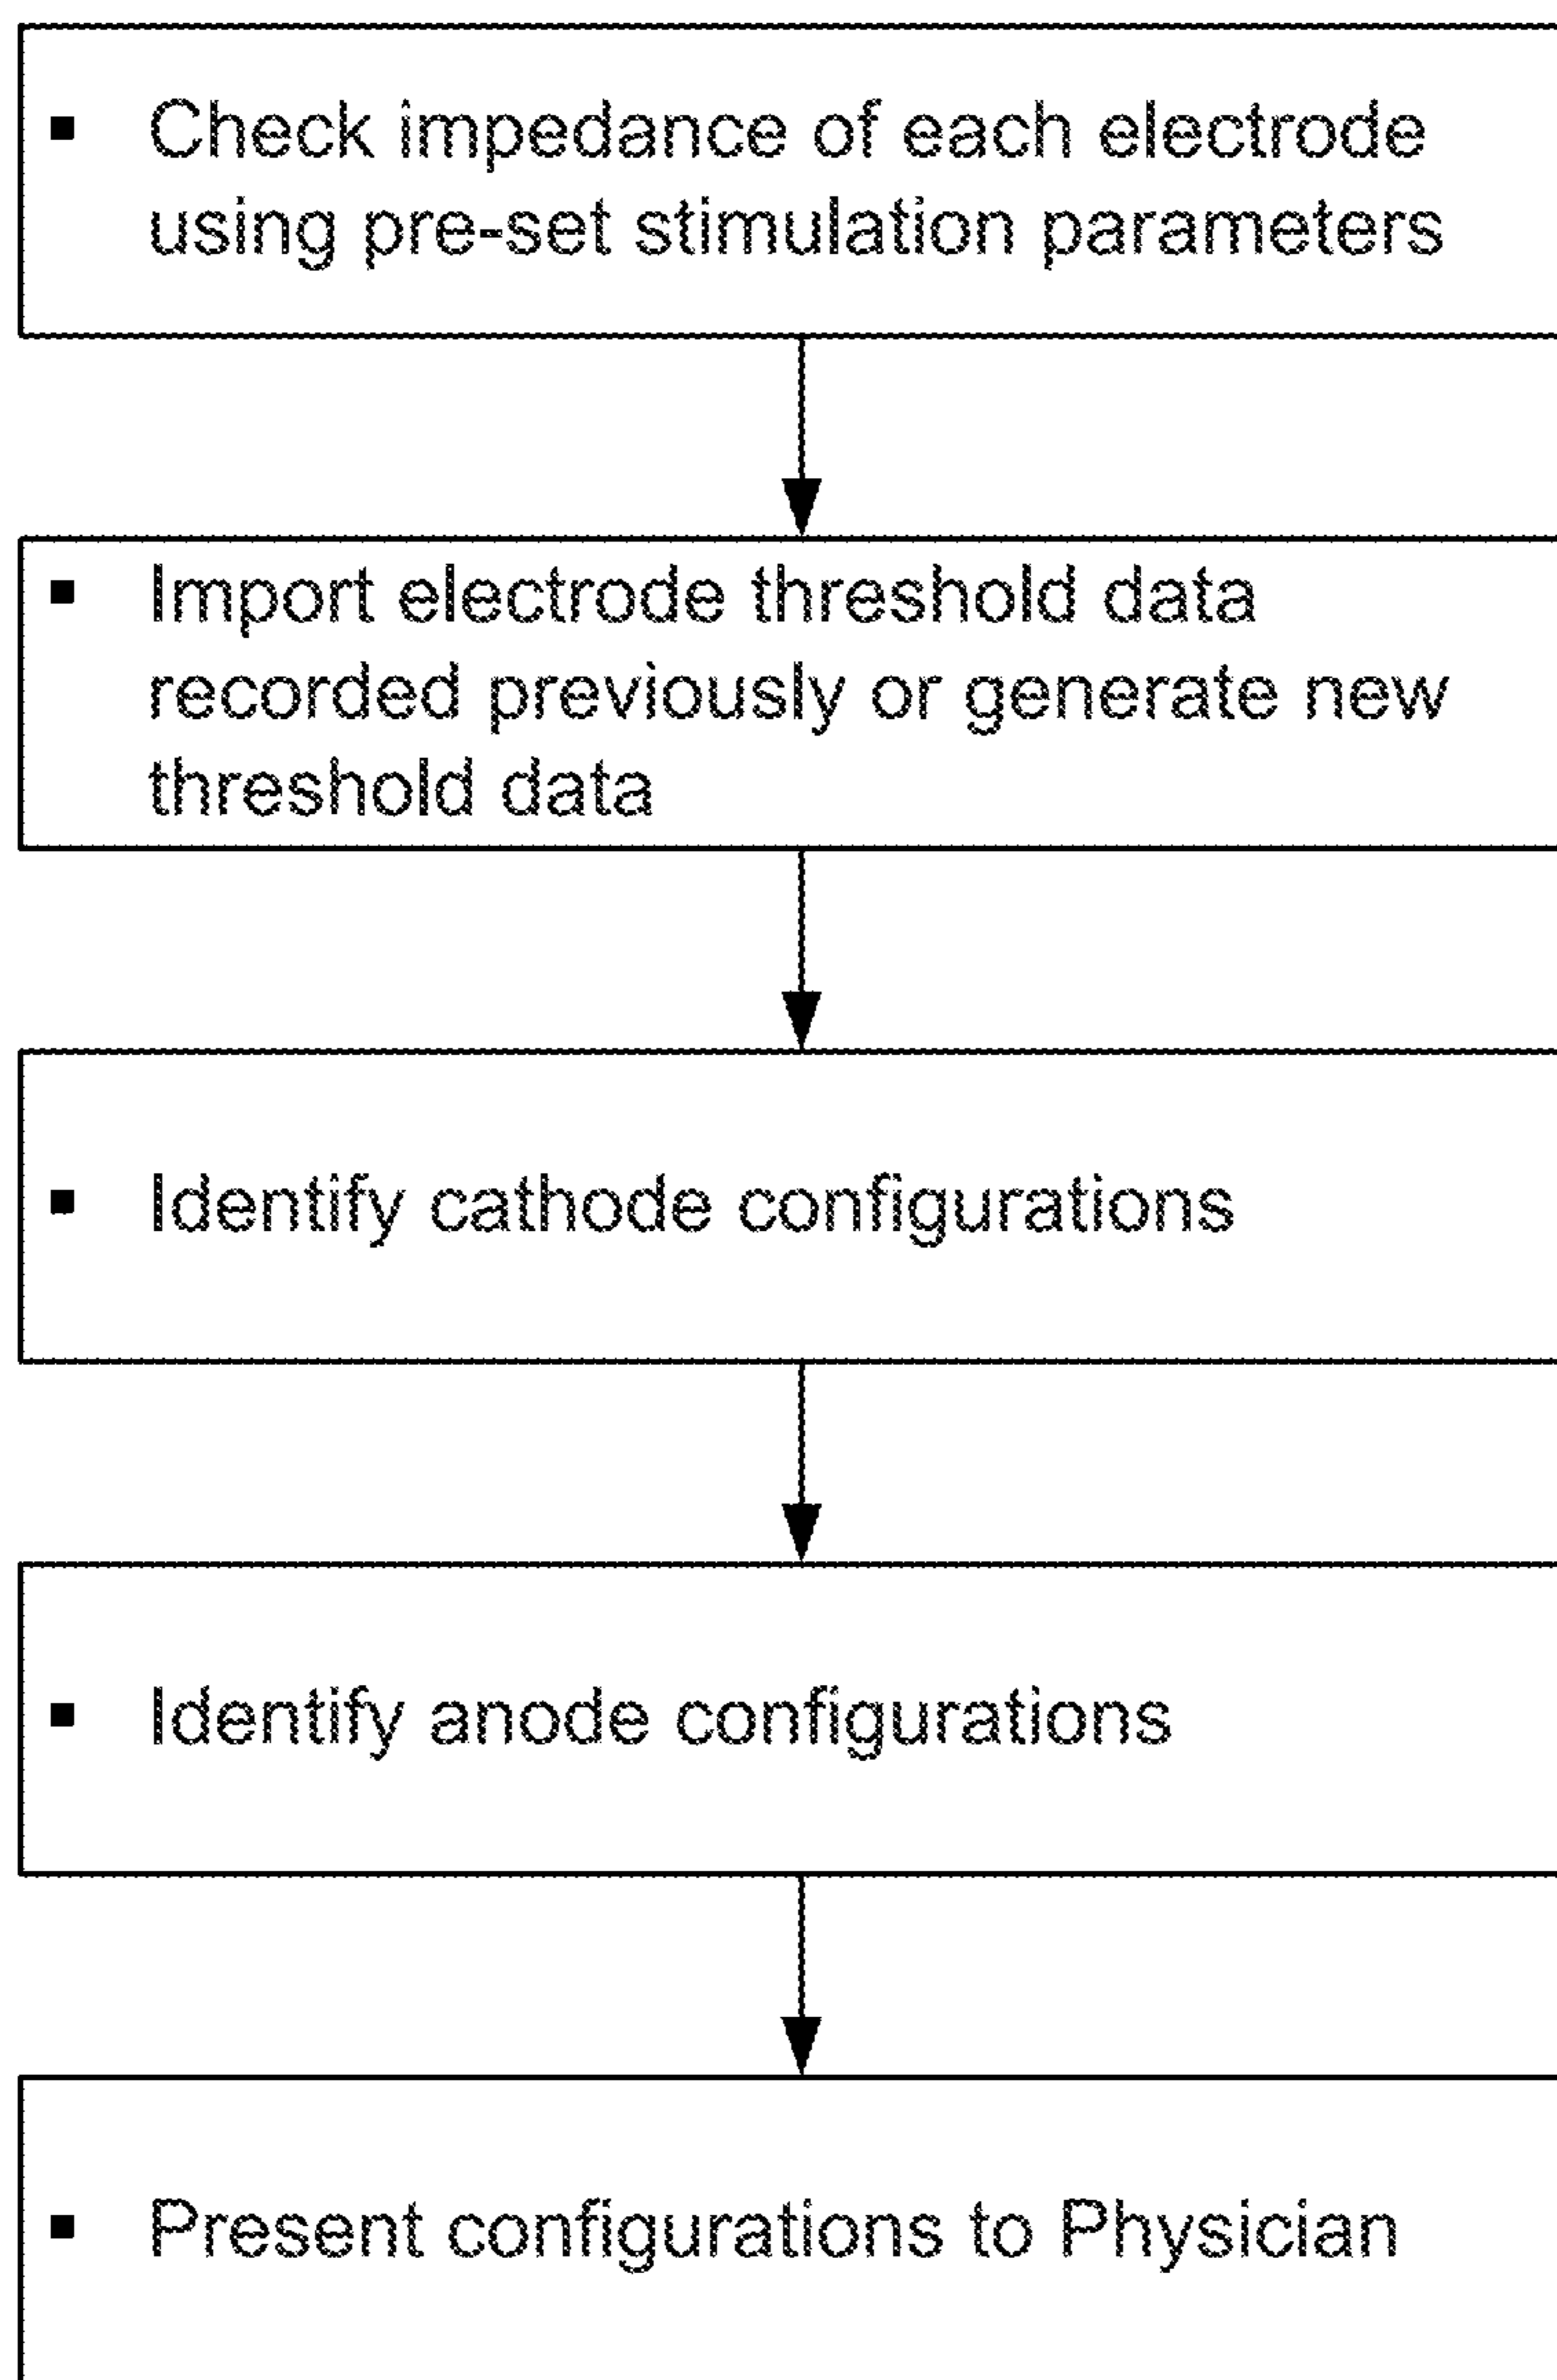 ▪ Check impedance of each electrode
using pre-set stimulation parameters
▪ Import electrode threshold data
recorded previously or generate new
threshold data
▪ Identify cathode configurations
▪ Identify anode configurations
▪ Present configurations to Physician